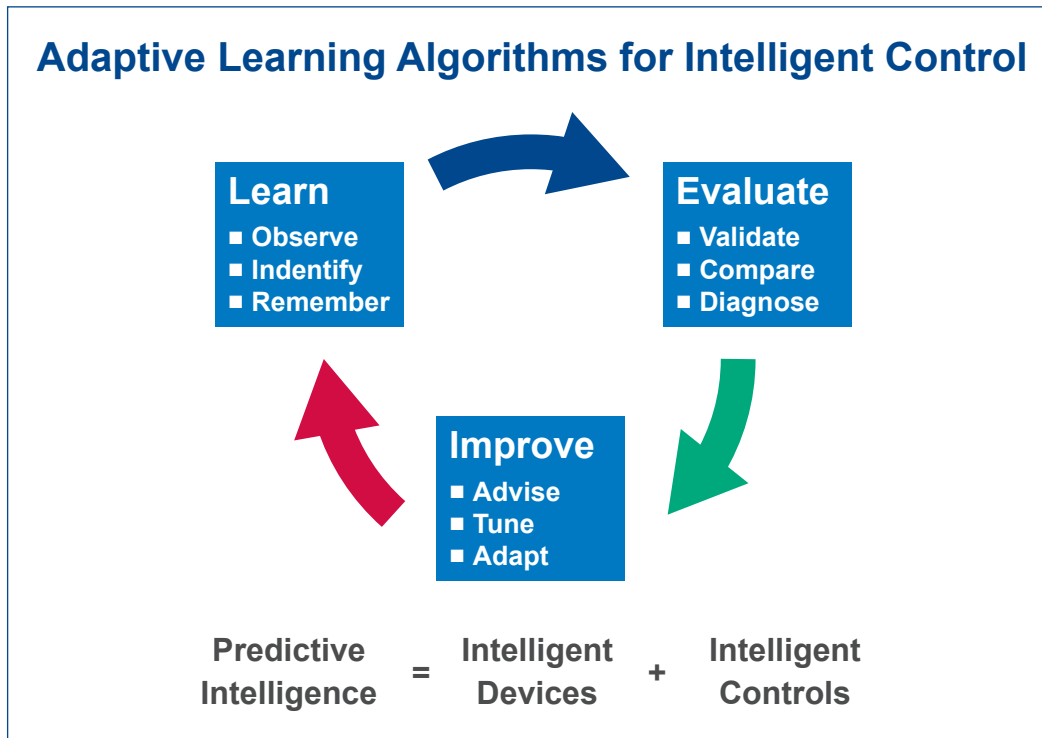 Adaptive Learning Algorithms for Intelligent Control
Learn
■ Observe
■ Indentify
■ Remember
Evaluate
■ Validate
■ Compare
■ Diagnose
Improve
■ Advise
■ Tune
■ Adapt
Predictive
Intelligence
=
Intelligent
Devices
+
Intelligent
Controls